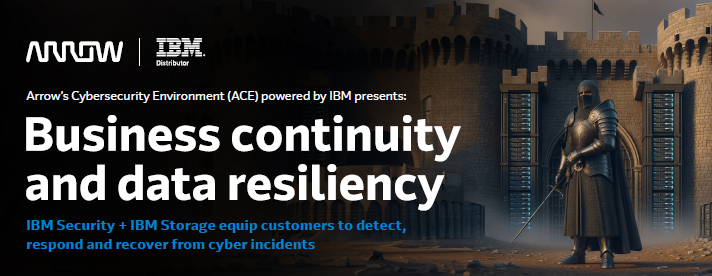 ARROW
IBM.
Distributor
Arrow's Cybersecurity Environment (ACE) powered by IBM presents:
Business continuity
and data resiliency
IBM Security + IBM Storage equip customers to detect,
respond and recover from cyber incidents